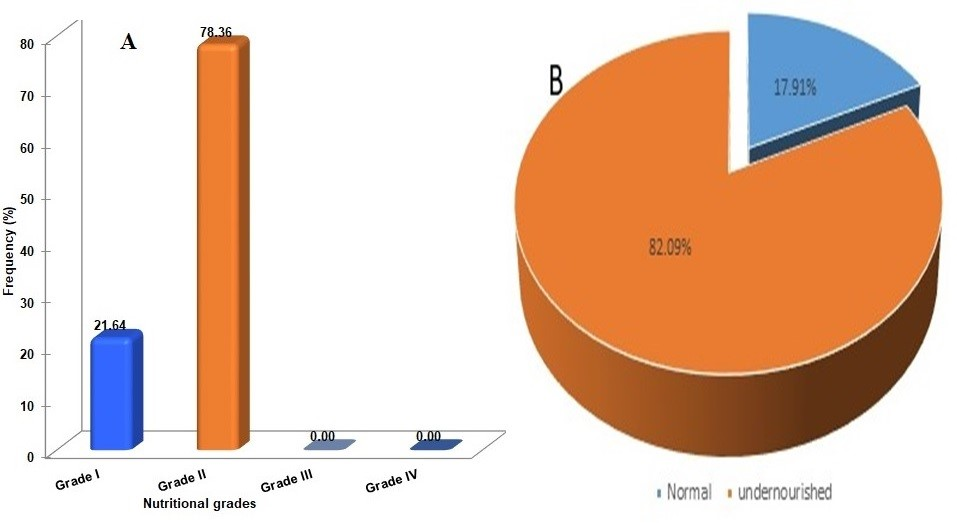 A
78.36
80
70
60
50
40
30
20
10
0
Frequency (%)
21.64
0.00
0.00
Grade I
Grade II
Grade III
Grade IV
Nutritional grades
B
17.91%
82.09%
Normal
undernourished